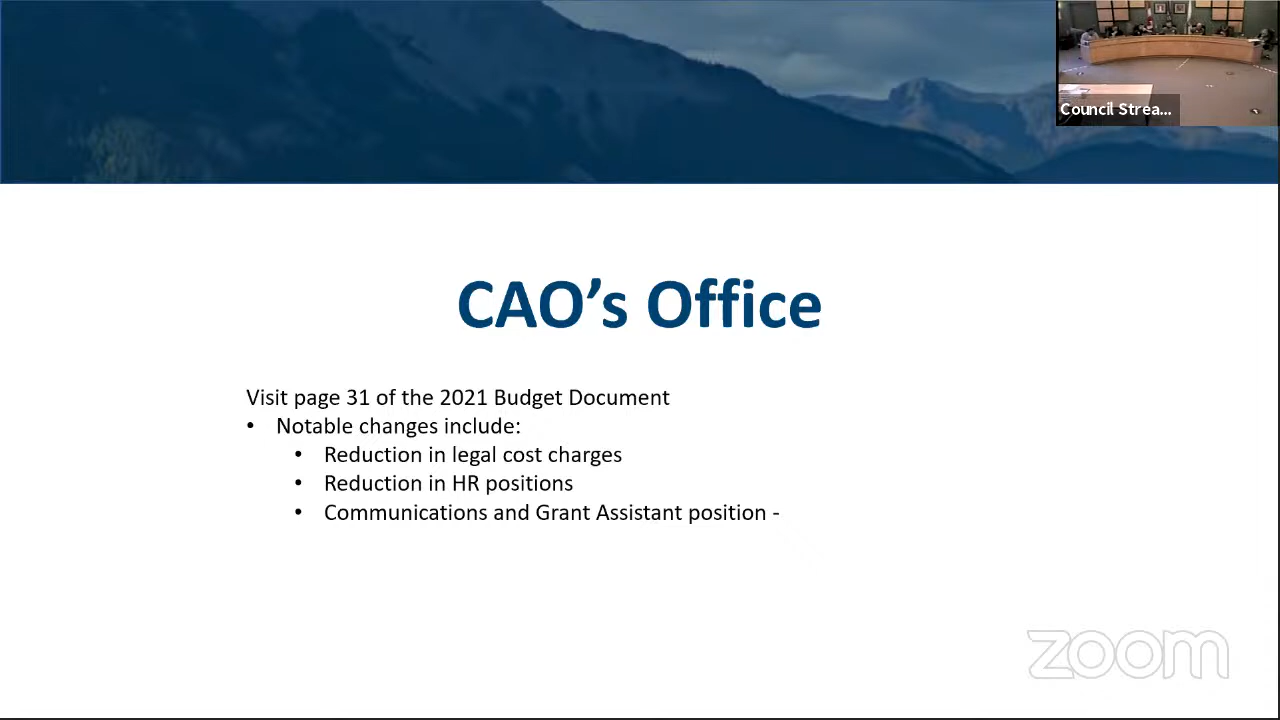 Council Strea...
CAO's Office
Visit page 31 of the 2021 Budget Document
• Notable changes include:
• Reduction in legal cost charges
• Reduction in HR positions
• Communications and Grant Assistant position -
zoom